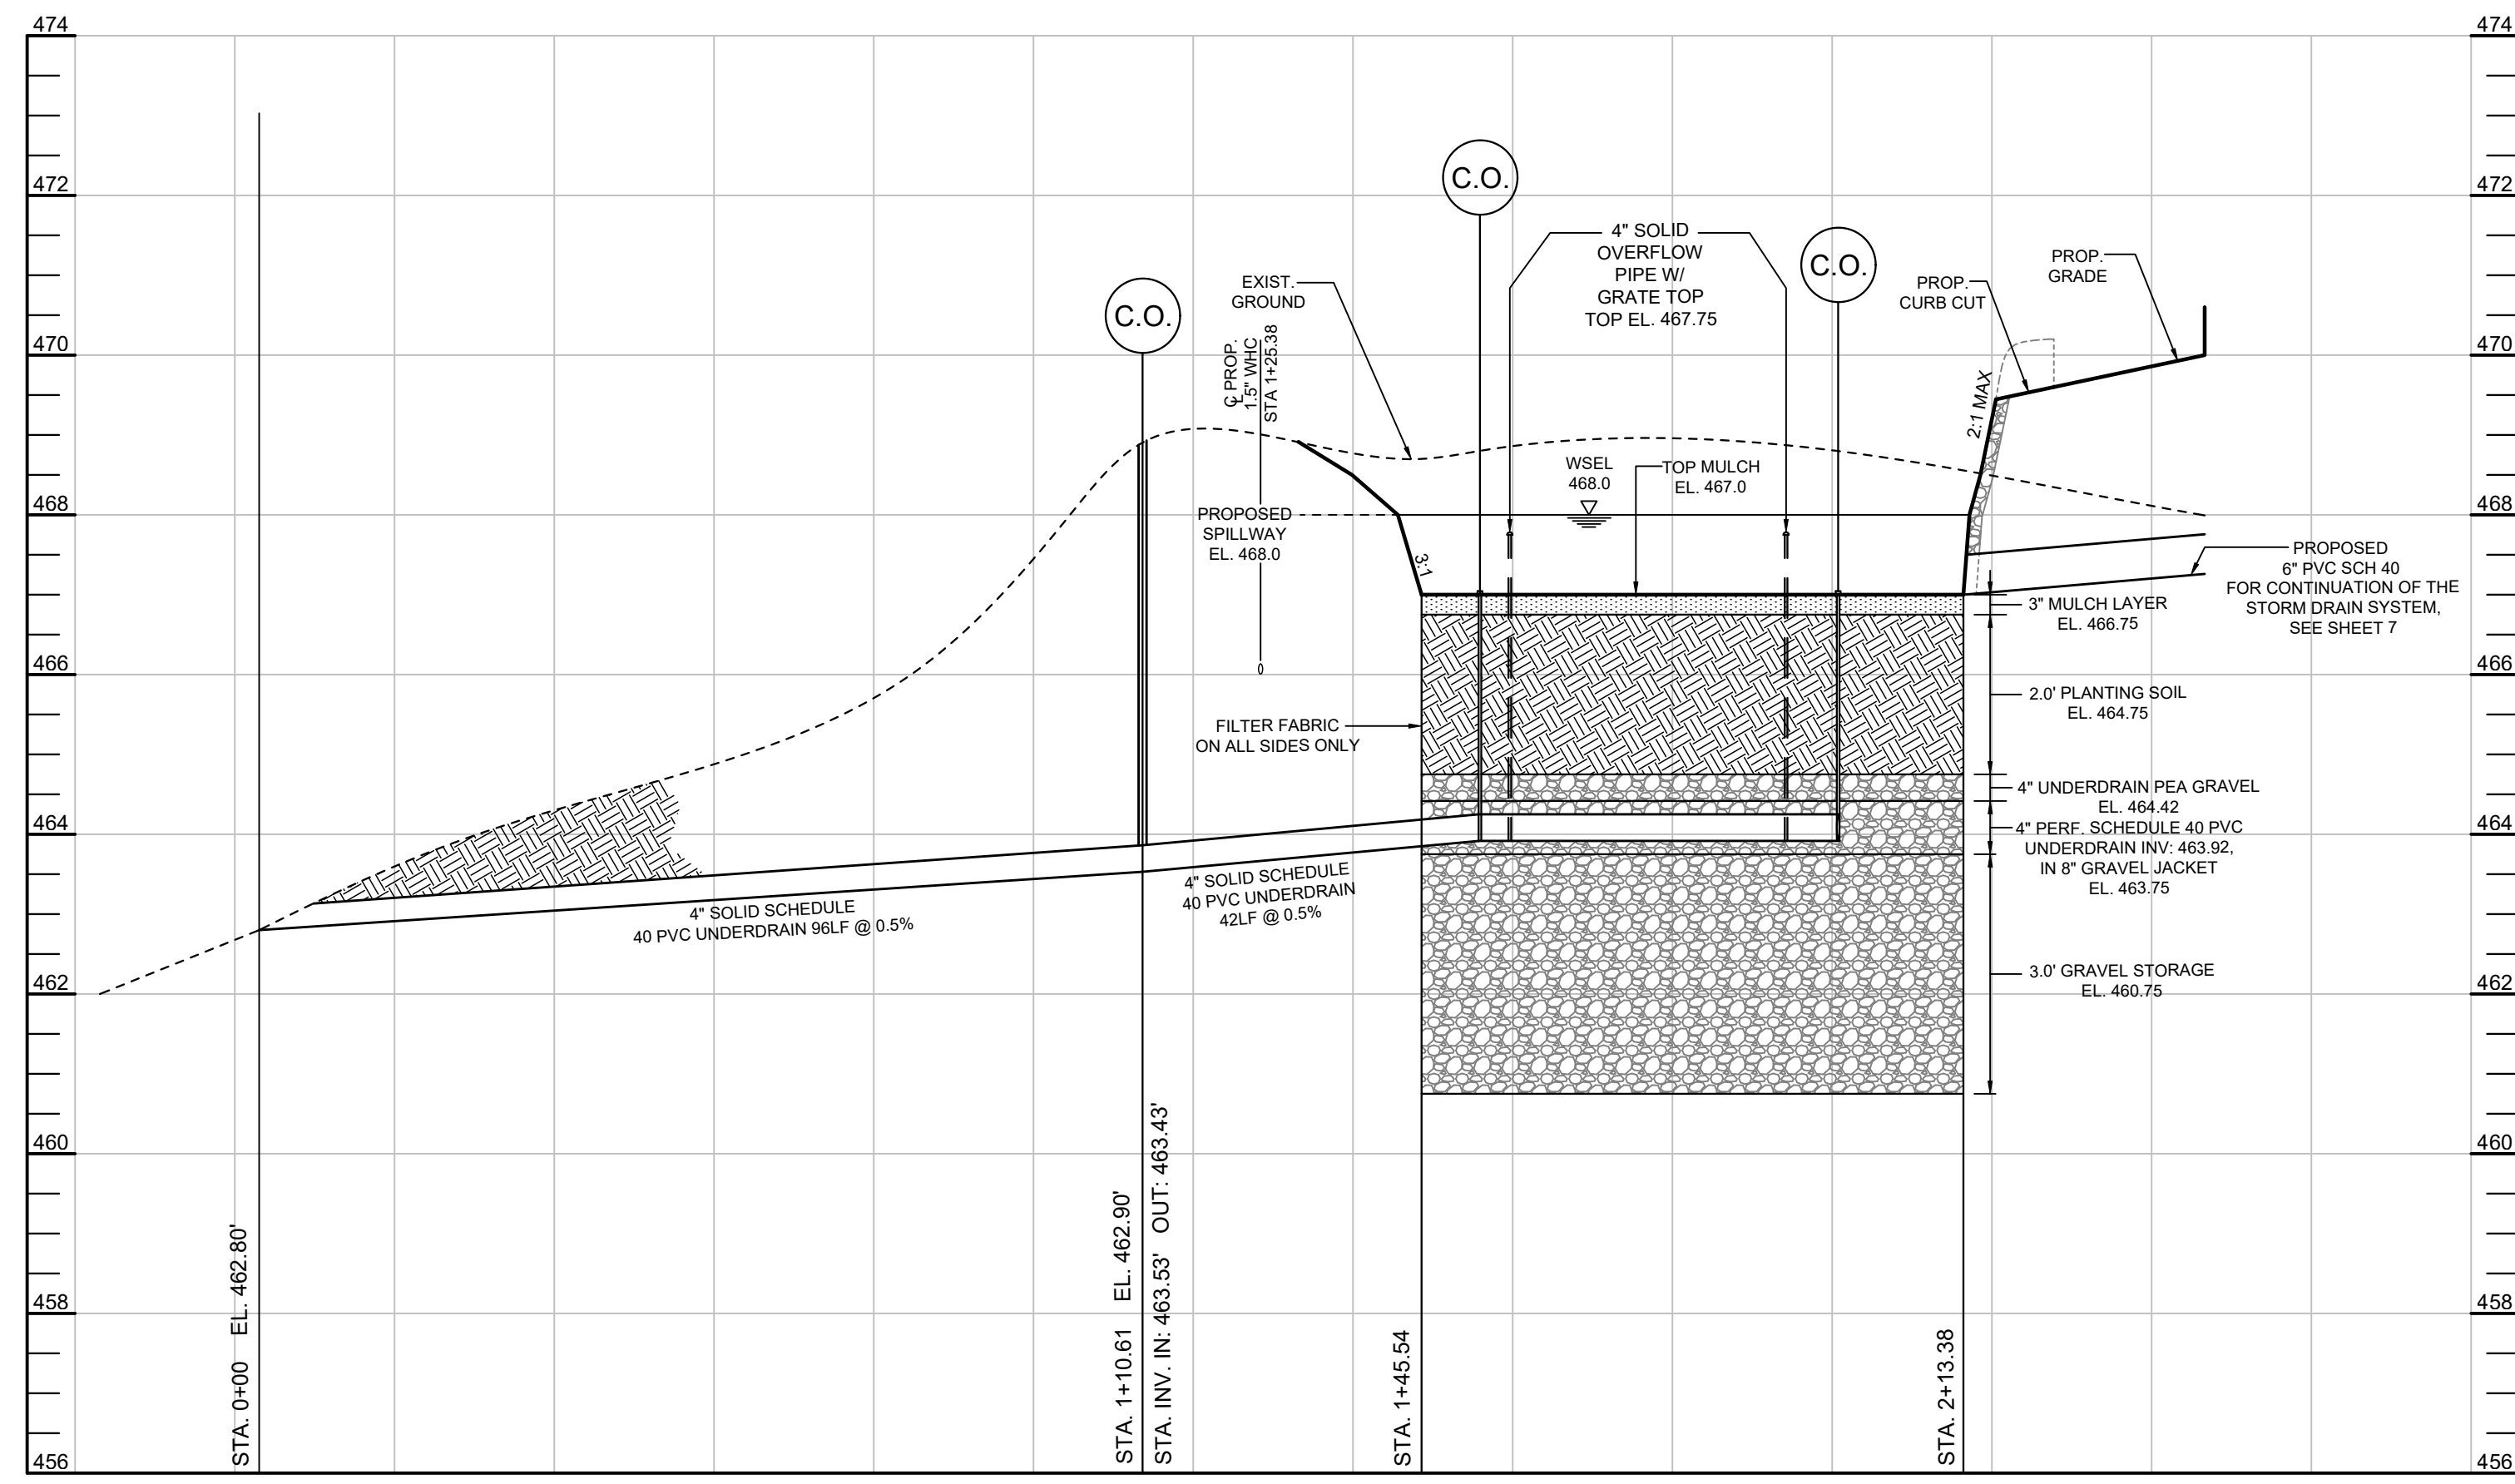 474
472
470
468
466
464
462
460
458
456
474
472
470
468
466
464
462
460
458
456
C.O.
C.O.
C.O.
EXIST.
GROUND
4" SOLID
OVERFLOW
PIPE W/
GRATE TOP
TOP EL. 467.75
PROP.
CURB CUT
PROP.
GRADE
℄ PROP.
1.5" WHC
STA 1+25.38
2:1 MAX
WSEL
468.0
TOP MULCH
EL. 467.0
PROPOSED
SPILLWAY
EL. 468.0
3:1
PROPOSED
6" PVC SCH 40
FOR CONTINUATION OF THE
STORM DRAIN SYSTEM,
SEE SHEET 7
3" MULCH LAYER
EL. 466.75
2.0' PLANTING SOIL
EL. 464.75
FILTER FABRIC
ON ALL SIDES ONLY
4" UNDERDRAIN PEA GRAVEL
EL. 464.42
4" PERF. SCHEDULE 40 PVC
UNDERDRAIN INV: 463.92,
IN 8" GRAVEL JACKET
EL. 463.75
4" SOLID SCHEDULE
40 PVC UNDERDRAIN 96LF @ 0.5%
4" SOLID SCHEDULE
40 PVC UNDERDRAIN
42LF @ 0.5%
3.0' GRAVEL STORAGE
EL. 460.75
STA. 0+00 EL. 462.80'
STA. 1+10.61 EL. 462.90'
STA. INV. IN: 463.53' OUT: 463.43'
STA. 1+45.54
STA. 2+13.38